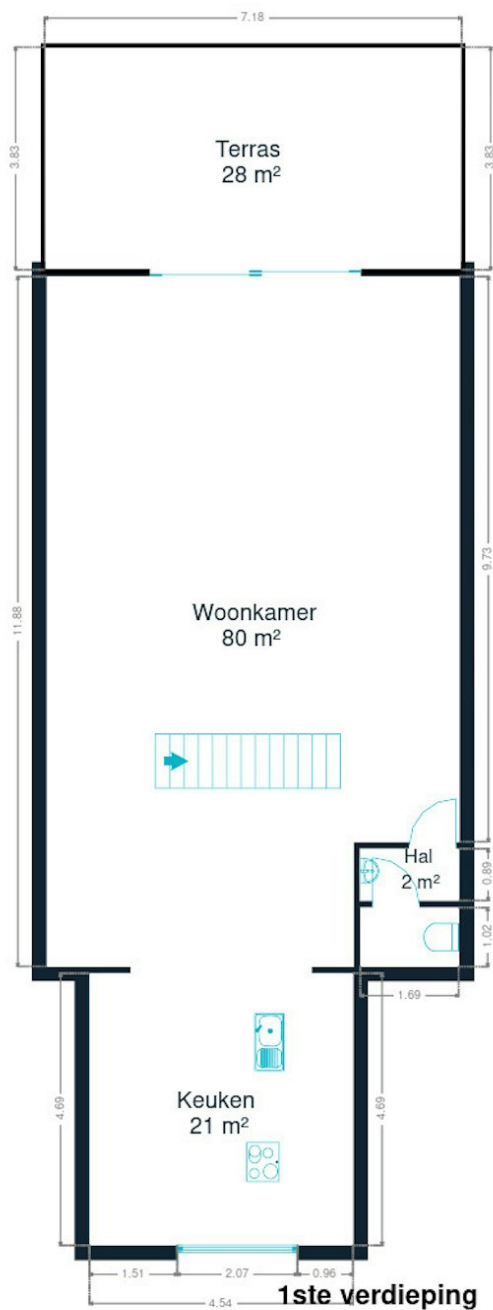 7.18
3.83
3.83
Terras
28 m²
11.88
9.73
Woonkamer
80 m²
Hal
2 m²
0.89
1.02
1.69
4.69
4.69
Keuken
21 m²
1.51
2.07
0.96
4.54
1ste verdieping